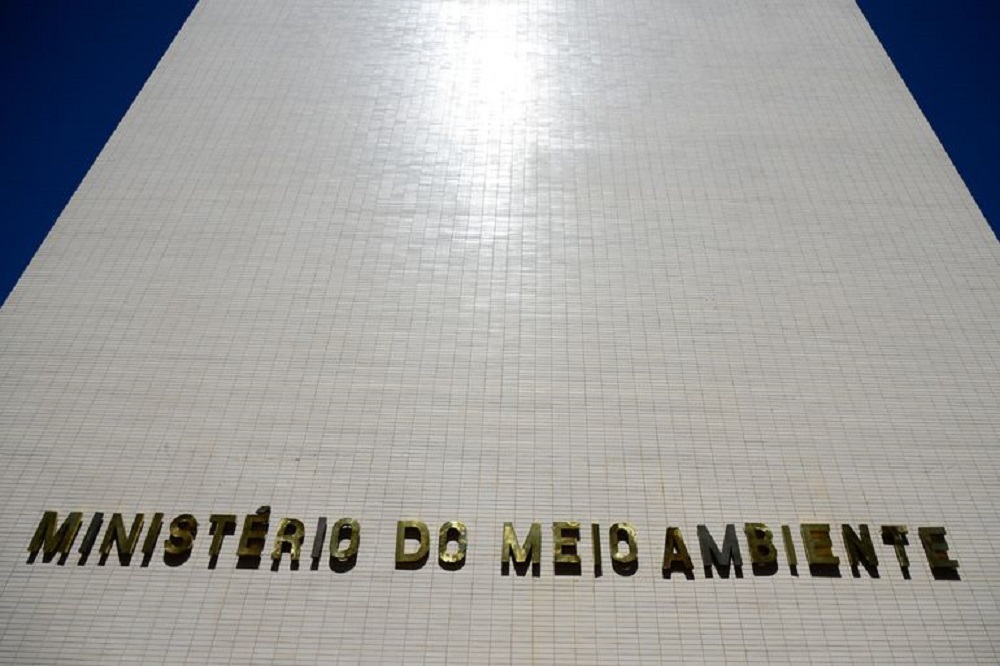 MINISTÉRIO DO MEIO AMBIENTE